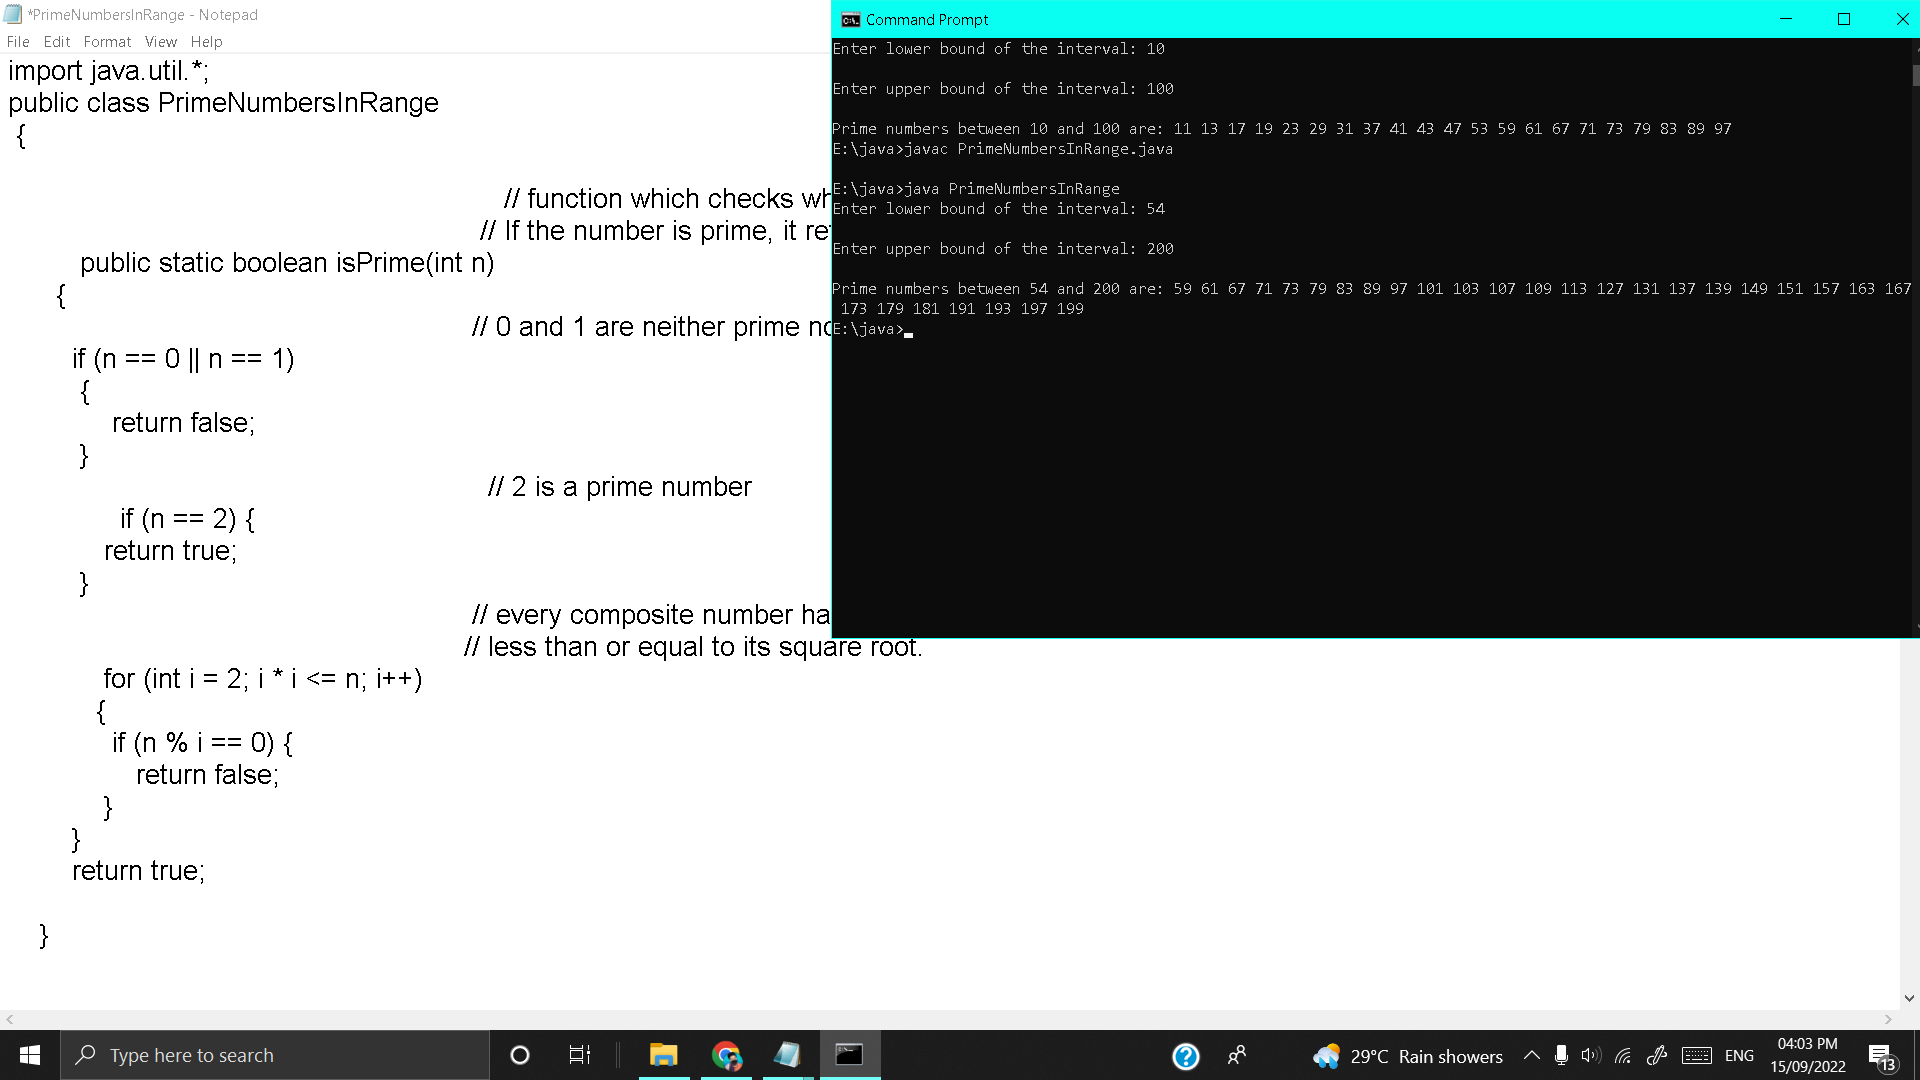 *PrimeNumbersInRange - Notepad
File Edit Format View Help
import java.util.*;
public class PrimeNumbersInRange
{
// function which checks
// If the number is prime, it
public static boolean isPrime(int n)
{
// 0 and 1 are neither prime
if (n == 0 || n == 1)
{
return false;
}
// 2 is a prime number
if (n == 2) {
return true;
}
// every composite number
// less than or equal to its square root.
for (int i = 2; i * i <= n; i++)
{
if (n % i == 0) {
return false;
}
}
return true;
}
Command Prompt
Enter lower bound of the interval: 10
Enter upper bound of the interval: 100
Prime numbers between 10 and 100 are: 11 13 17 19 23 29 31 37 41 43 47 53 59 61 67 71 73 79 83 89 97
E:\java>javac PrimeNumbersInRange.java
E:\java>java PrimeNumbersInRange
Enter lower bound of the interval: 54
Enter upper bound of the interval: 200
Prime numbers between 54 and 200 are: 59 61 67 71 73 79 83 89 97 101 103 107 109 113 127 131 137 139 149 151 157 163 167
173 179 181 191 193 197 199
E:\java>
Type here to search
29°C Rain showers
ENG
04:03 PM
15/09/2022
13